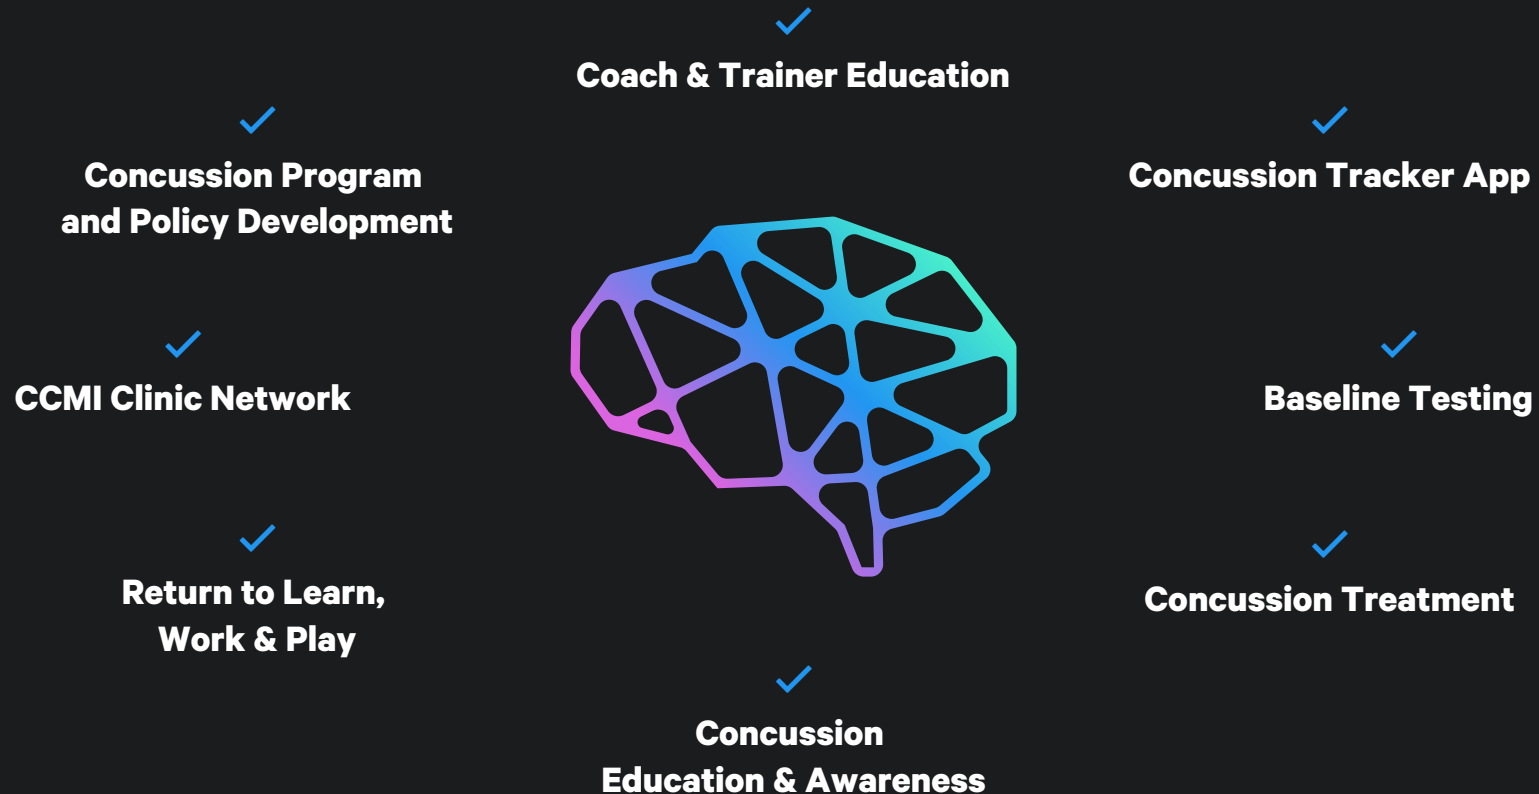 Coach & Trainer Education
Concussion Program
and Policy Development
Concussion Tracker App
CCMI Clinic Network
Baseline Testing
Return to Learn,
Work & Play
Concussion Treatment
Concussion
Education & Awareness